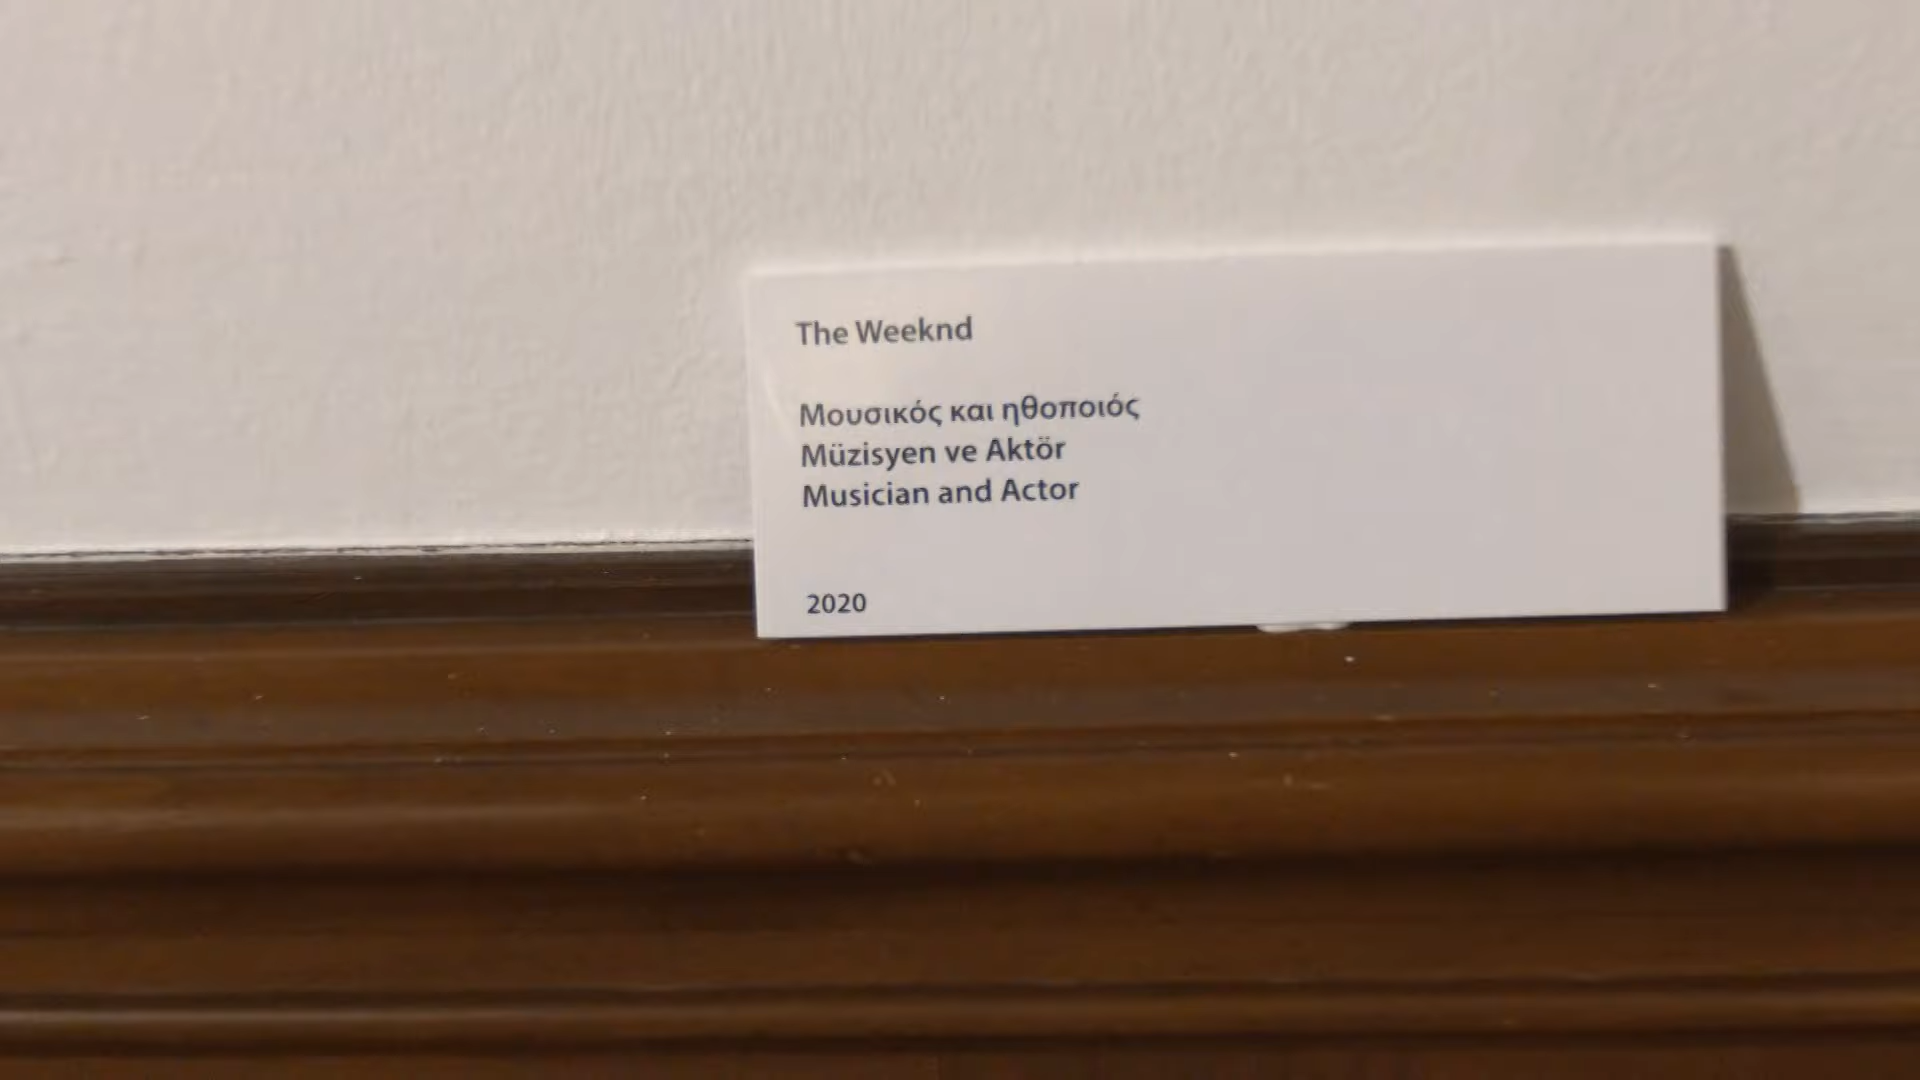 The Weeknd
Μουσικός και ηθοποιός
Müzisyen ve Aktör
Musician and Actor
2020